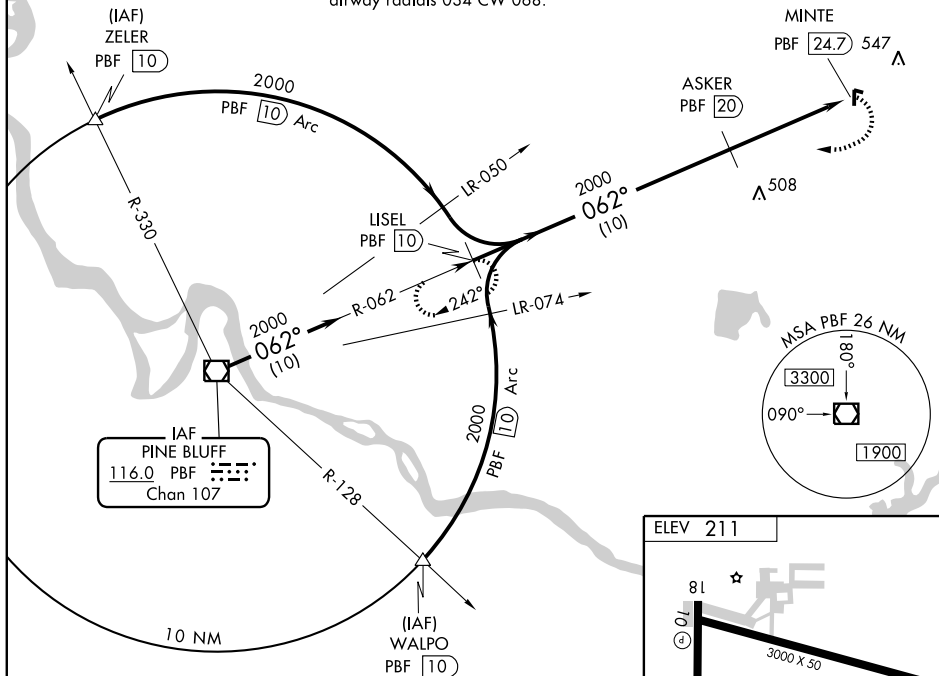 airway radials 034 CW 066.
(IAF)
ZELER
PBF 10
MINTE
PBF 24.7 547
ASKER
PBF 20
2000
PBF 10 Arc
LR-050
508
2000
062°
(10)
R-330
LISEL
PBF 10
R-062
242°
LR-074
2000
062°
(10)
MSA PBF 26 NM
180°
3300
090°
1900
2000
PBF 10 Arc
IAF
PINE BLUFF
116.0 PBF
Chan 107
R-128
ELEV 211
18
10
P
3000 X 50
10 NM
(IAF)
WALPO
PBF 10